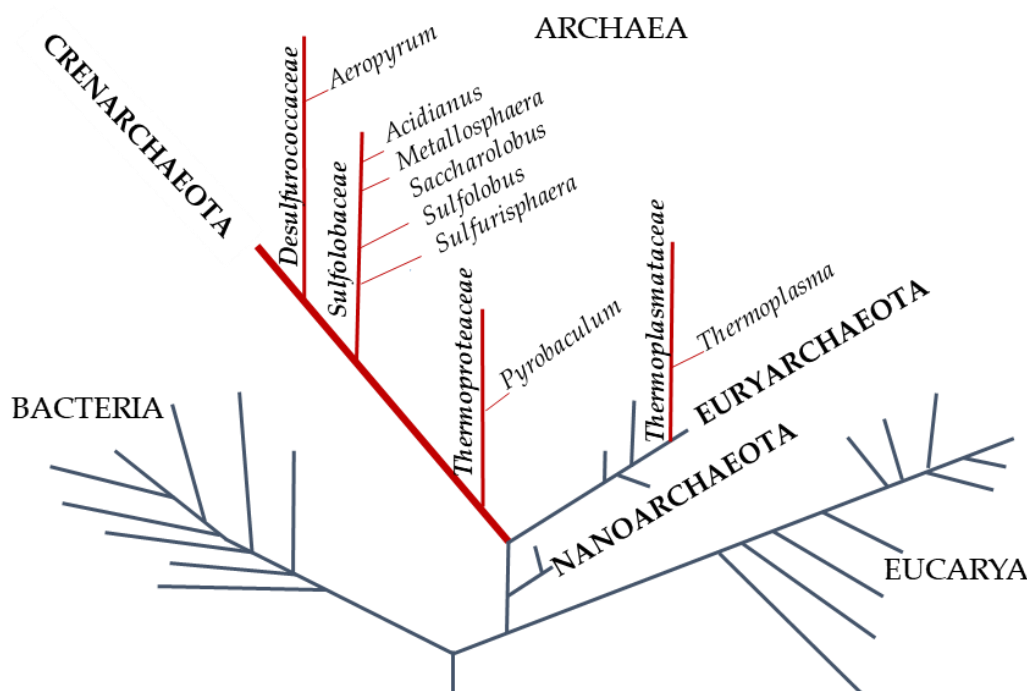 ARCHAEA
CRENARCHAEOTA
Desulfurococcaceae
Aeropyrum
Sulfolobaceae
Acidianus
Metallosphaera
Saccharolobus
Sulfolobus
Sulfurisphaera
Thermoproteaceae
Pyrobaculum
Thermoplasmataceae
Thermoplasma
EURYARCHAEOTA
NANOARCHAEOTA
BACTERIA
EUCARYA